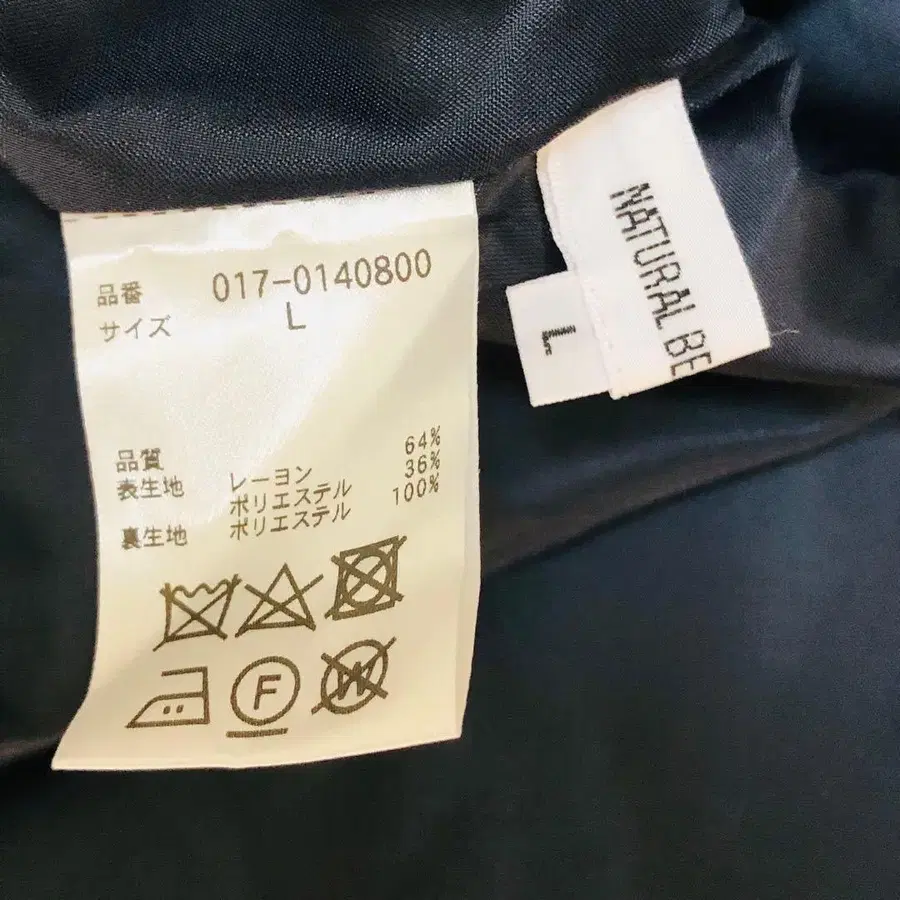 品番 017-0140800
サイズ L
品質
表生地 レーヨン 64%
ポリエステル 36%
裏生地 ポリエステル 100%
F
W
NATURAL BE
L